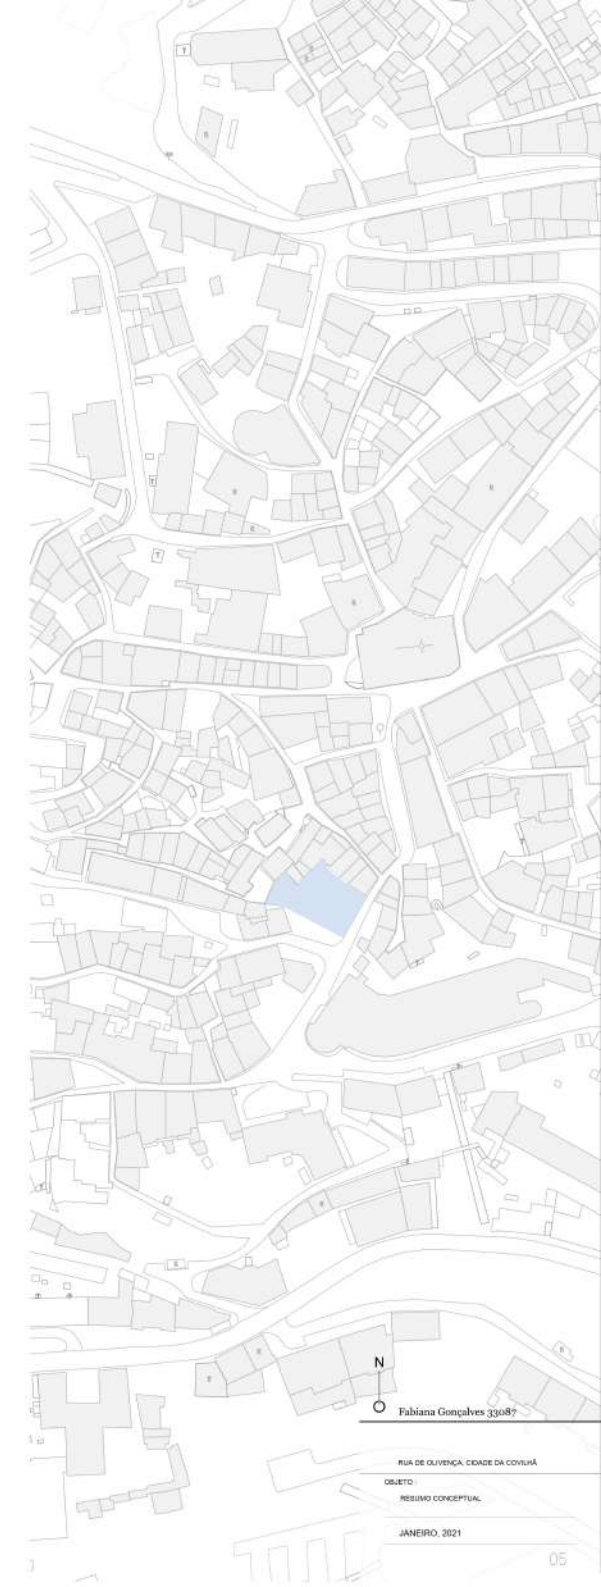 N
Fabiana Gonçalves 33087
RUA DE OLIVENÇA, CIDADE DA COVILHÃ
OBJETO :
RESUMO CONCEPTUAL
JANEIRO, 2021
05